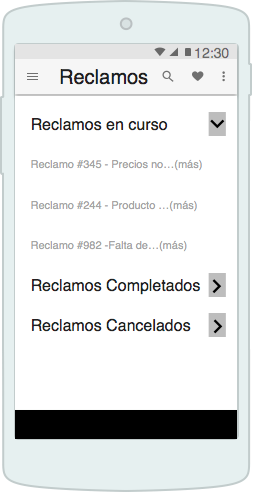 12:30
Reclamos
Reclamos en curso
Reclamo #345 - Precios no...(más)
Reclamo #244 - Producto ...(más)
Reclamo #982 -Falta de...(más)
Reclamos Completados
Reclamos Cancelados